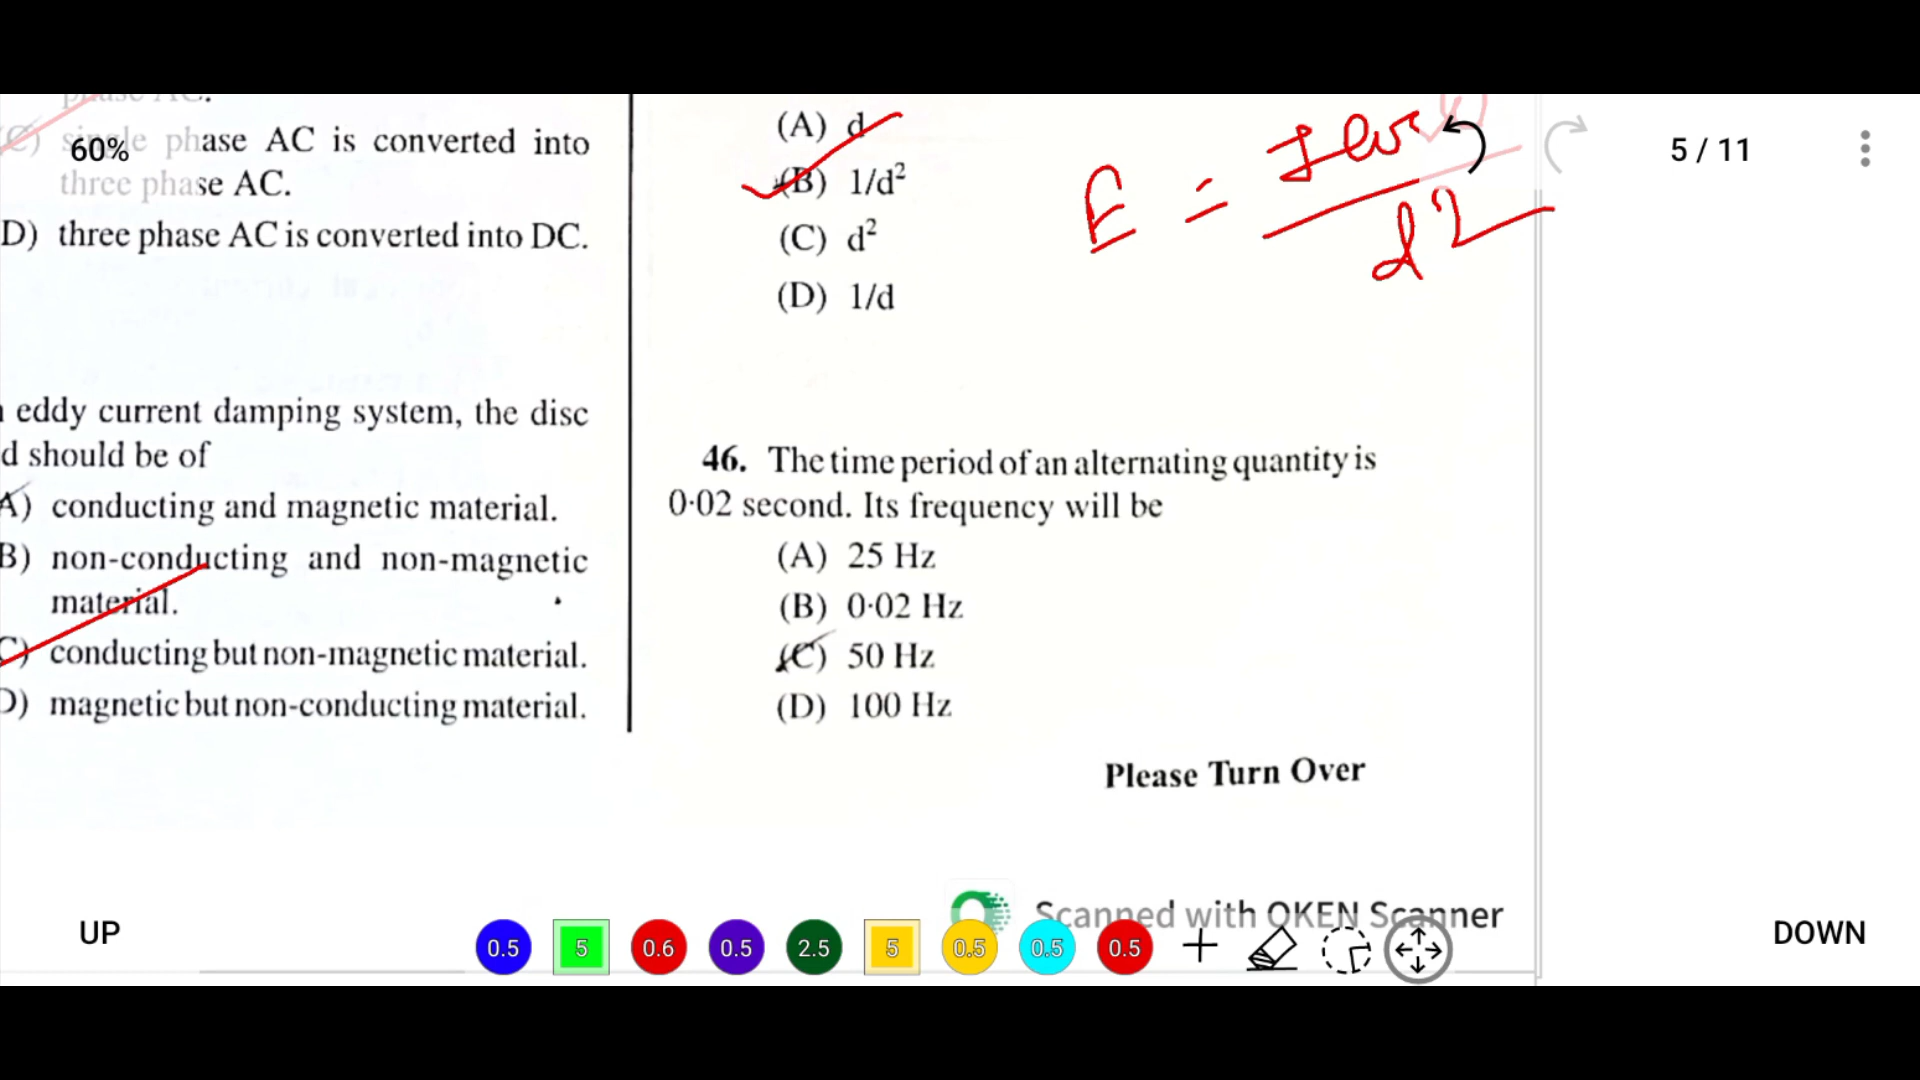 phase AC.
(C) single phase AC is converted into
three phase AC.
D) three phase AC is converted into DC.
eddy current damping system, the disc
d should be of
A) conducting and magnetic material.
B) non-conducting and non-magnetic
material.
C) conducting but non-magnetic material.
D) magnetic but non-conducting material.
(A) d
(B) 1/d²
(C) d²
(D) 1/d
E =
d²
46. The time period of an alternating quantity is
0·02 second. Its frequency will be
(A) 25 Hz
(B) 0·02 Hz
(C) 50 Hz
(D) 100 Hz
Please Turn Over
Scanned with OKEN Scanner
60%
5 / 11
UP
0.5 5 0.6 0.5 2.5 5 0.5 0.5 0.5
DOWN